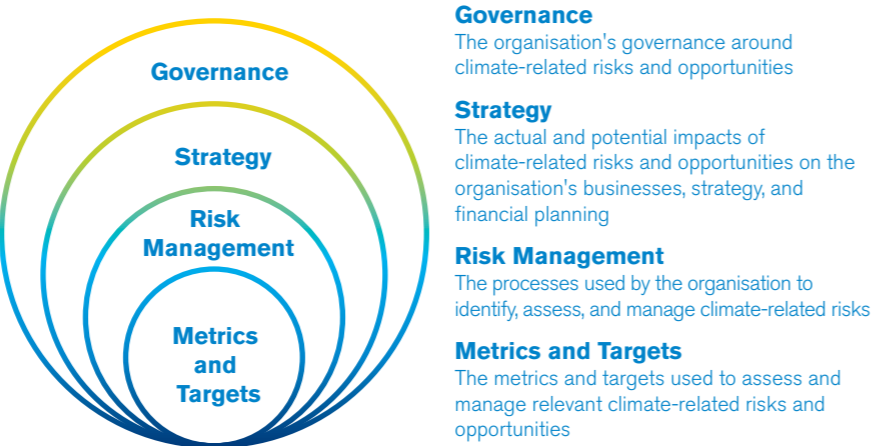 Governance
Strategy
Risk
Management
Metrics
and
Targets
Governance
The organisation's governance around
climate-related risks and opportunities
Strategy
The actual and potential impacts of
climate-related risks and opportunities on the
organisation's businesses, strategy, and
financial planning
Risk Management
The processes used by the organisation to
identify, assess, and manage climate-related risks
Metrics and Targets
The metrics and targets used to assess and
manage relevant climate-related risks and
opportunities